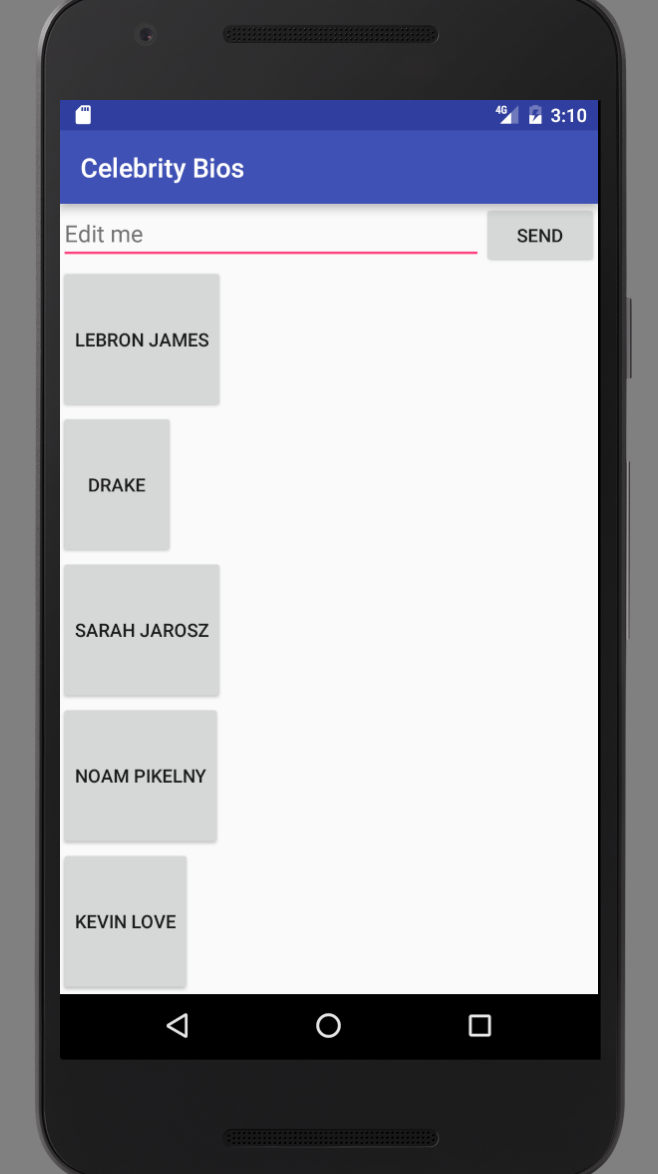 4G 3:10
Celebrity Bios
Edit me SEND
LEBRON JAMES
DRAKE
SARAH JAROSZ
NOAM PIKELNY
KEVIN LOVE